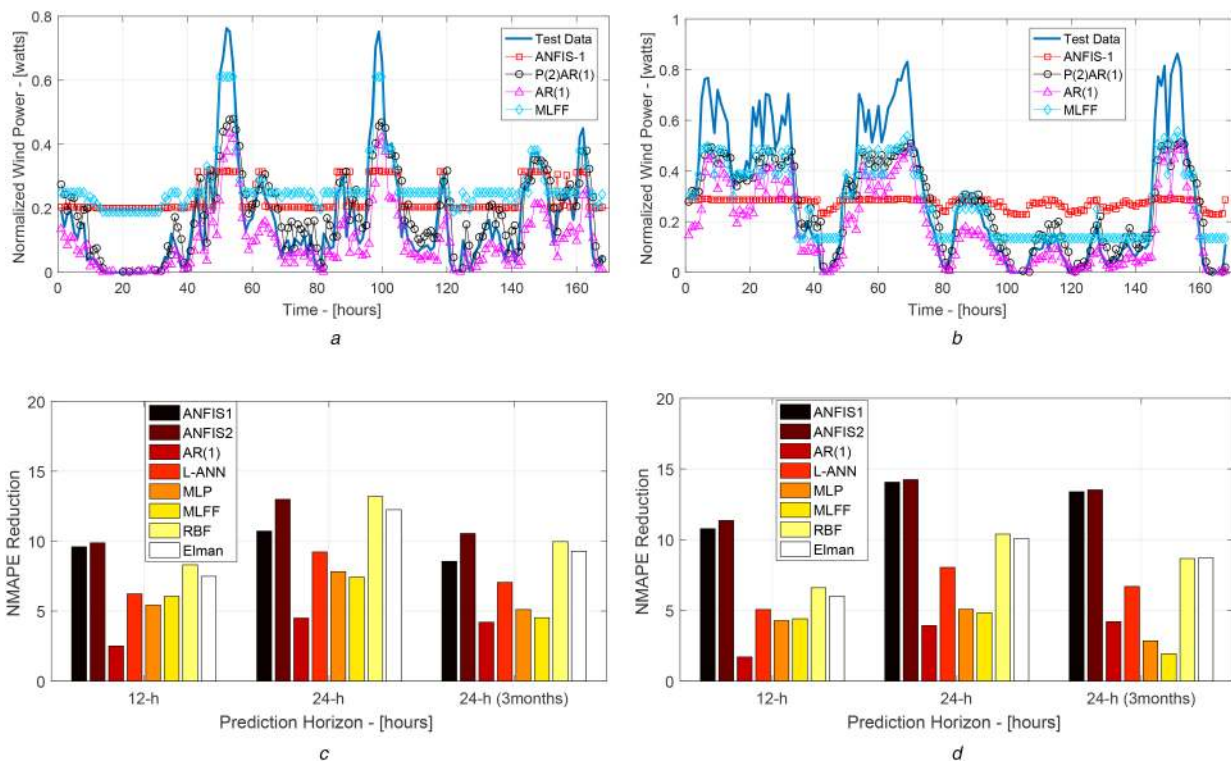 0.8
0.6
0.4
0.2
0
Normalized Wind Power - [watts]
Test Data
ANFIS-1
P(2)AR(1)
AR(1)
MLFF
0 20 40 60 80 100 120 140 160
Time - [hours]
a
1
0.8
0.6
0.4
0.2
0
Normalized Wind Power - [watts]
Test Data
ANFIS-1
P(2)AR(1)
AR(1)
MLFF
0 20 40 60 80 100 120 140 160
Time - [hours]
b
20
15
10
5
0
NMAPE Reduction
ANFIS1
ANFIS2
AR(1)
L-ANN
MLP
MLFF
RBF
Elman
12-h 24-h 24-h (3months)
Prediction Horizon - [hours]
c
20
15
10
5
0
NMAPE Reduction
ANFIS1
ANFIS2
AR(1)
L-ANN
MLP
MLFF
RBF
Elman
12-h 24-h 24-h (3months)
Prediction Horizon - [hours]
d